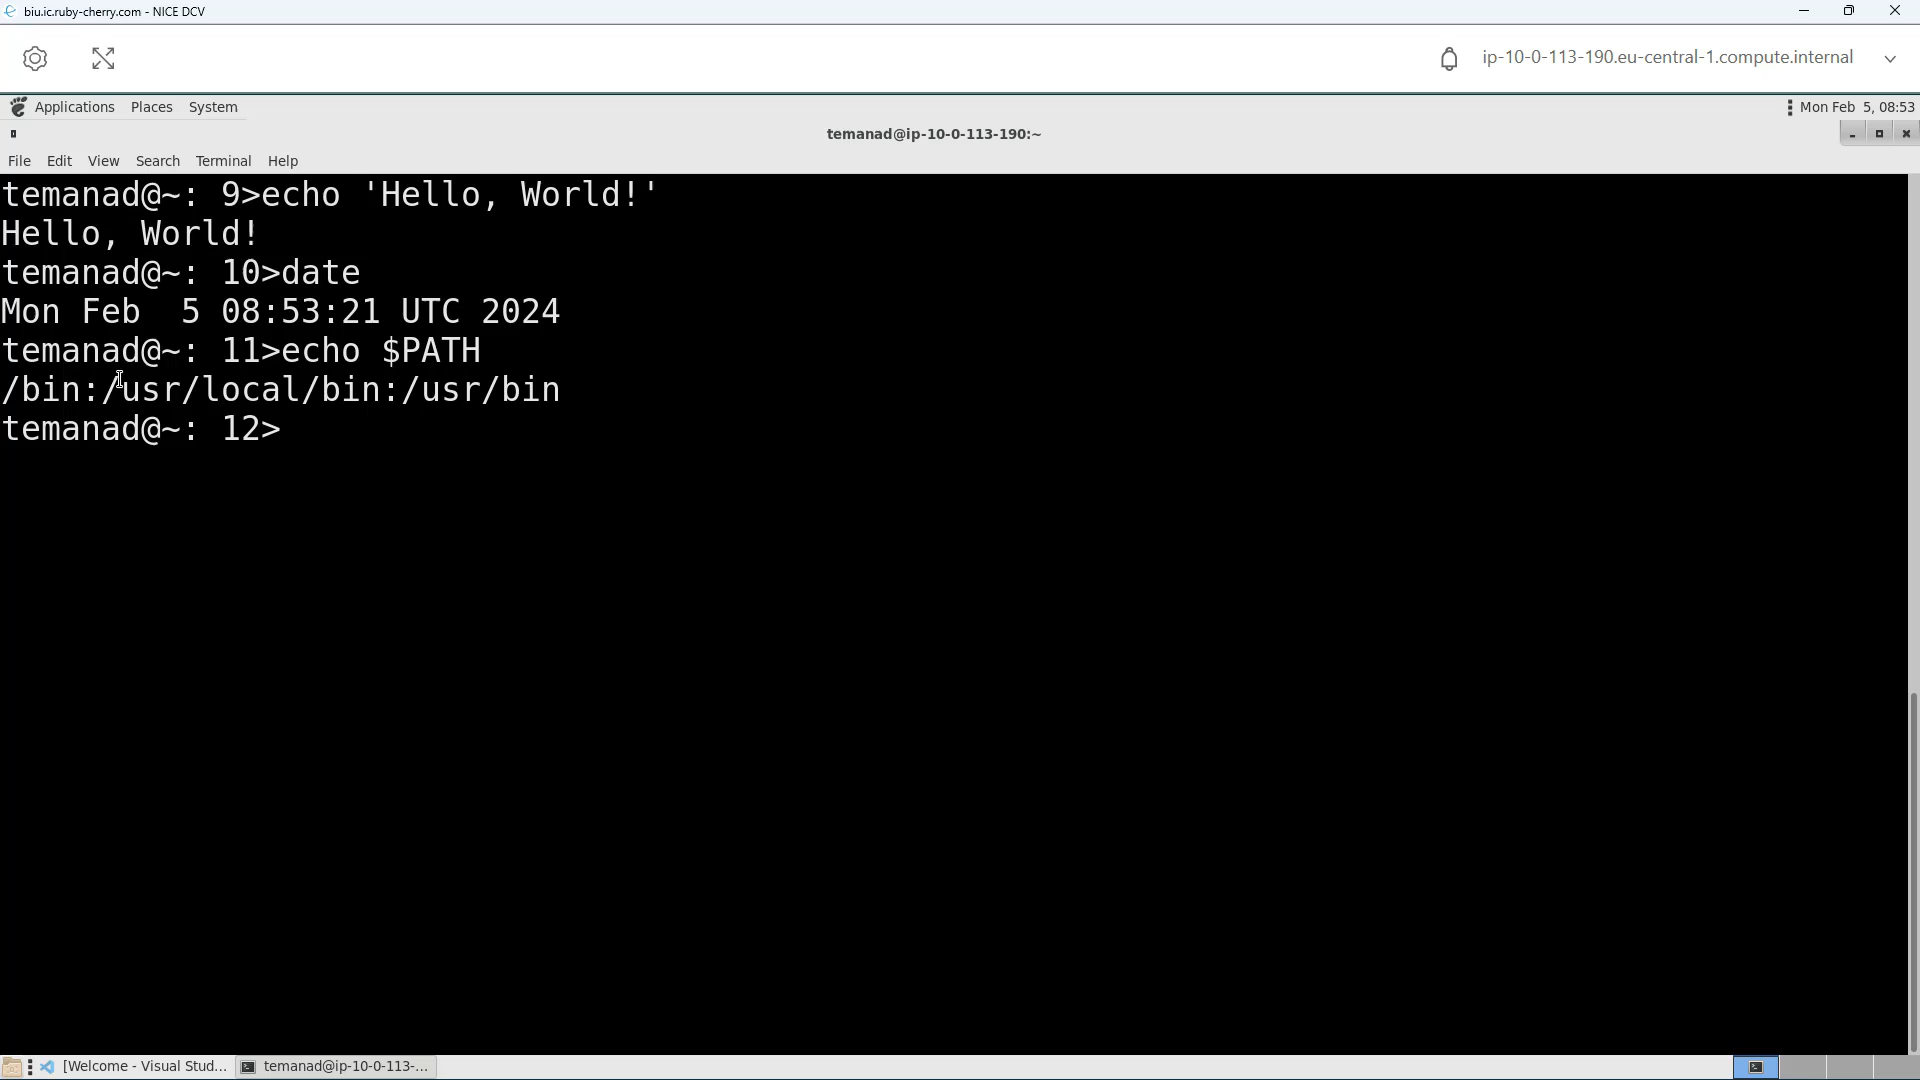 biu.ic.ruby-cherry.com - NICE DCV
ip-10-0-113-190.eu-central-1.compute.internal
Applications Places System Mon Feb  5, 08:53
temanad@ip-10-0-113-190:~
File Edit View Search Terminal Help
temanad@~: 9>echo 'Hello, World!'
Hello, World!
temanad@~: 10>date
Mon Feb  5 08:53:21 UTC 2024
temanad@~: 11>echo $PATH
/bin:/usr/local/bin:/usr/bin
temanad@~: 12>
[Welcome - Visual Stud... temanad@ip-10-0-113-...